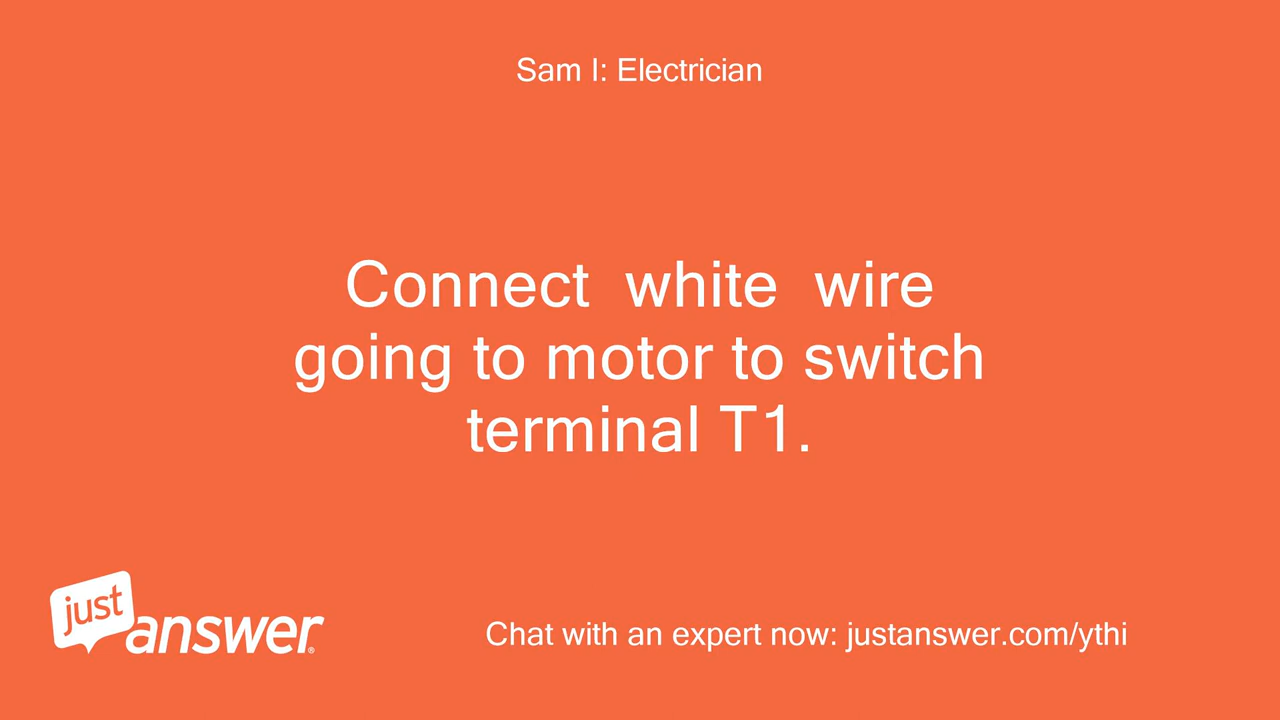 Sam I: Electrician
Connect white wire
going to motor to switch
terminal T1.
just
answer®
Chat with an expert now: justanswer.com/ythi